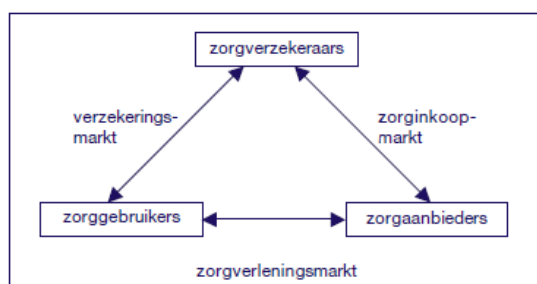 zorgverzekeraars
verzekerings-
markt
zorginkoop-
markt
zorggebruikers
zorgaanbieders
zorgverleningsmarkt